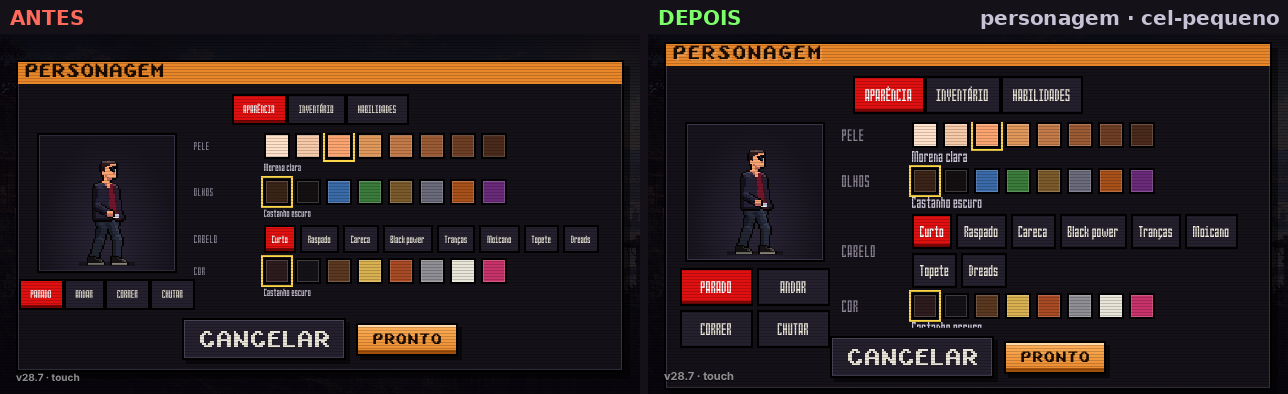 ANTES
DEPOIS
personagem · cel-pequeno
PERSONAGEM
APARÊNCIA
INVENTÁRIO
HABILIDADES
PELE
Morena clara
OLHOS
Castanho escuro
CABELO
Curto
Raspado
Careca
Black power
Tranças
Moicano
Topete
Dreads
COR
Castanho escuro
PARADO
ANDAR
CORRER
CHUTAR
CANCELAR
PRONTO
v28.7 · touch
PERSONAGEM
APARÊNCIA
INVENTÁRIO
HABILIDADES
PELE
Morena clara
OLHOS
Castanho escuro
CABELO
Curto
Raspado
Careca
Black power
Tranças
Moicano
Topete
Dreads
COR
Castanho escuro
PARADO
ANDAR
CORRER
CHUTAR
CANCELAR
PRONTO
v28.7 · touch